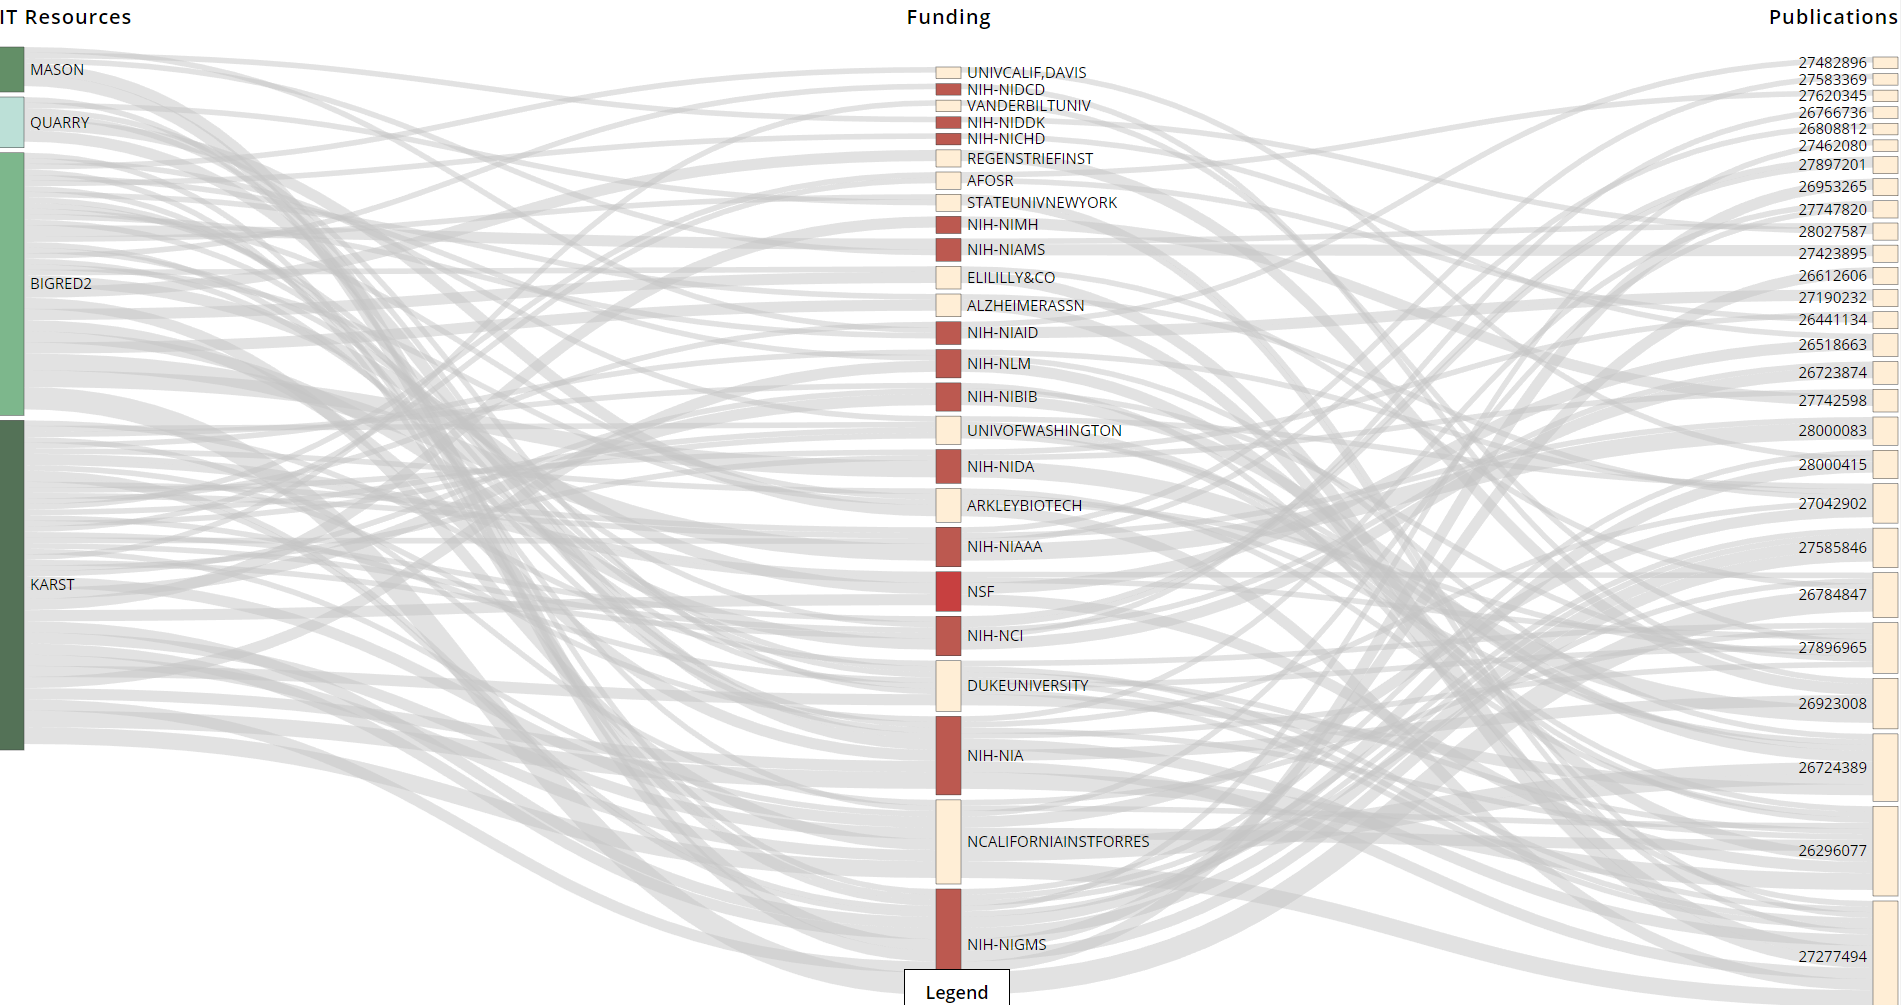 IT Resources
Funding
Publications
MASON
QUARRY
BIGRED2
KARST
UNIVCALIF,DAVIS
NIH-NIDCD
VANDERBILTUNIV
NIH-NIDDK
NIH-NICHD
REGENSTRIEFINST
AFOSR
STATEUNIVNEWYORK
NIH-NIMH
NIH-NIAMS
ELILILLY&CO
ALZHEIMERASSN
NIH-NIAID
NIH-NLM
NIH-NIBIB
UNIVOFWASHINGTON
NIH-NIDA
ARKLEYBIOTECH
NIH-NIAAA
NSF
NIH-NCI
DUKEUNIVERSITY
NIH-NIA
NCALIFORNIAINSTFORRES
NIH-NIGMS
Legend
27482896
27583369
27620345
26766736
26808812
27462080
27897201
26953265
27747820
28027587
27423895
26612606
27190232
26441134
26518663
26723874
27742598
28000083
28000415
27042902
27585846
26784847
27896965
26923008
26724389
26296077
27277494